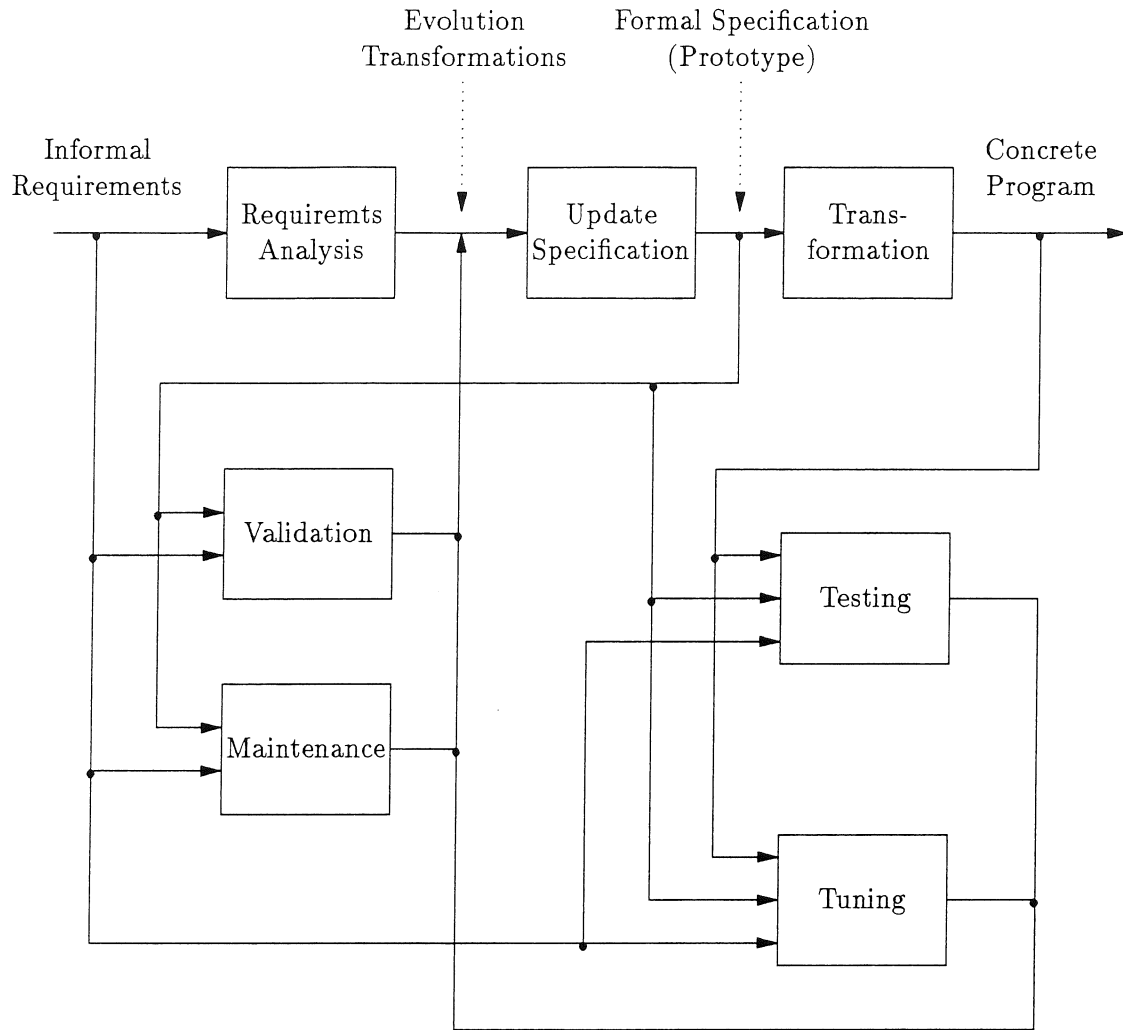 Evolution
Transformations
Formal Specification
(Prototype)
Informal
Requirements
Concrete
Program
Requiremts
Analysis
Update
Specification
Trans-
formation
Validation
Testing
Maintenance
Tuning